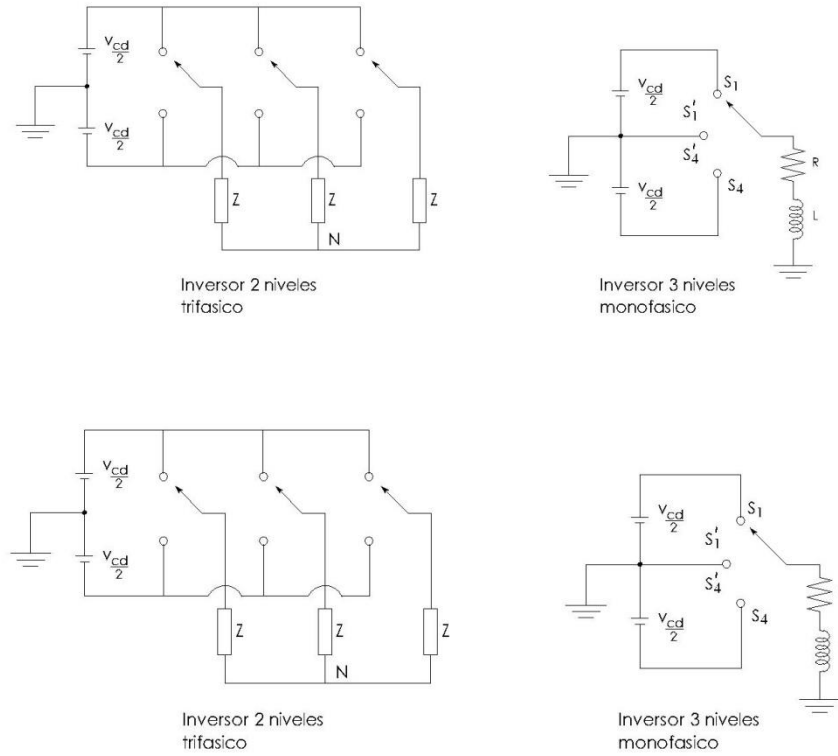 Vcd
2
Vcd
2
Z
Z
Z
N
Inversor 2 niveles
trifasico
Vcd
2
S1
S1'
S4'
Vcd
2
S4
R
L
Inversor 3 niveles
monofasico
Vcd
2
Vcd
2
Z
Z
Z
N
Inversor 2 niveles
trifasico
Vcd
2
S1
S1'
S4'
Vcd
2
S4
Inversor 3 niveles
monofasico